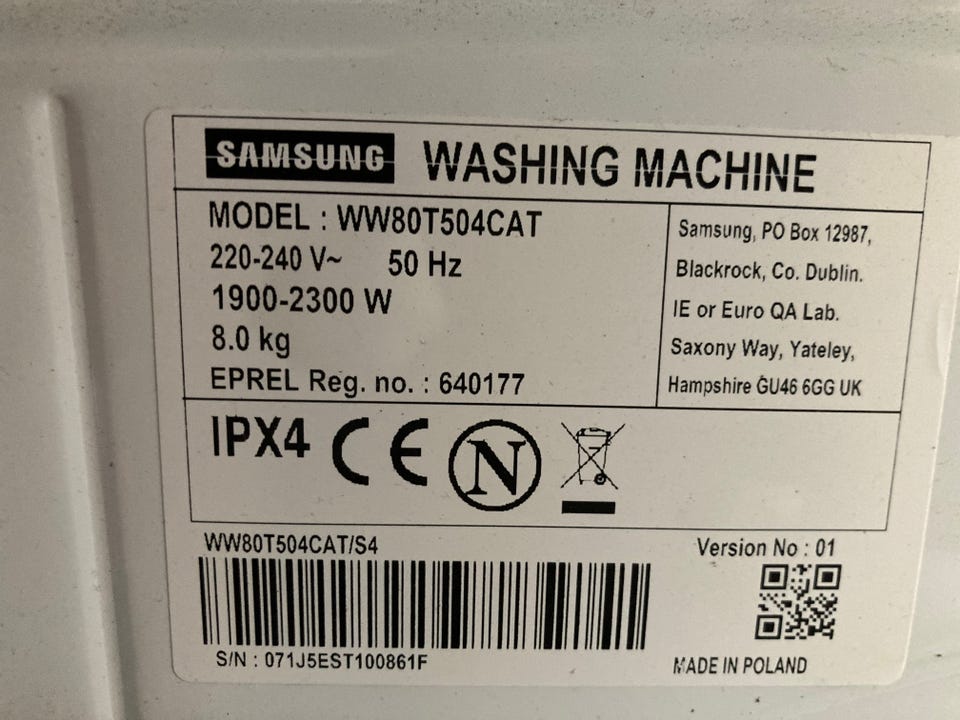 SAMSUNG WASHING MACHINE
MODEL : WW80T504CAT
220-240 V~ 50 Hz
1900-2300 W
8.0 kg
EPREL Reg. no. : 640177
Samsung, PO Box 12987,
Blackrock, Co. Dublin.
IE or Euro QA Lab.
Saxony Way, Yateley,
Hampshire GU46 6GG UK
IPX4 CE N
WW80T504CAT/S4
Version No : 01
S/N : 071J5EST100861F
MADE IN POLAND